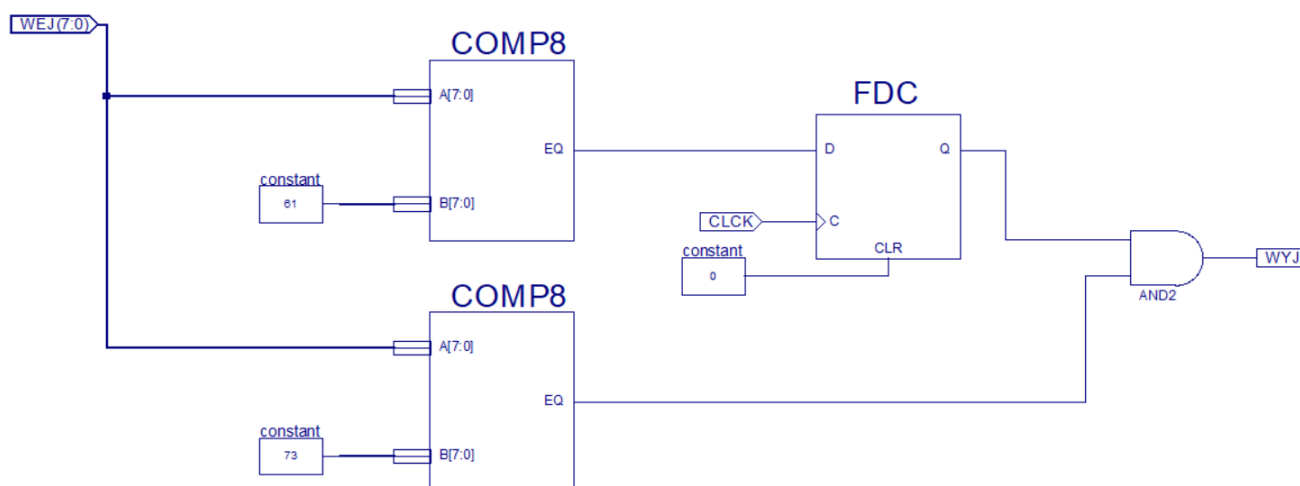 WEJ(7:0)
COMP8
A[7:0]
EQ
constant
61
B[7:0]
FDC
D
Q
CLCK
C
CLR
constant
0
AND2
WYJ
COMP8
A[7:0]
EQ
constant
73
B[7:0]